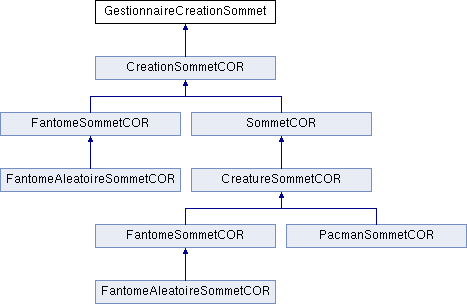 GestionnaireCreationSommet
CreationSommetCOR
FantomeSommetCOR
SommetCOR
FantomeAleatoireSommetCOR
CreatureSommetCOR
FantomeSommetCOR
PacmanSommetCOR
FantomeAleatoireSommetCOR